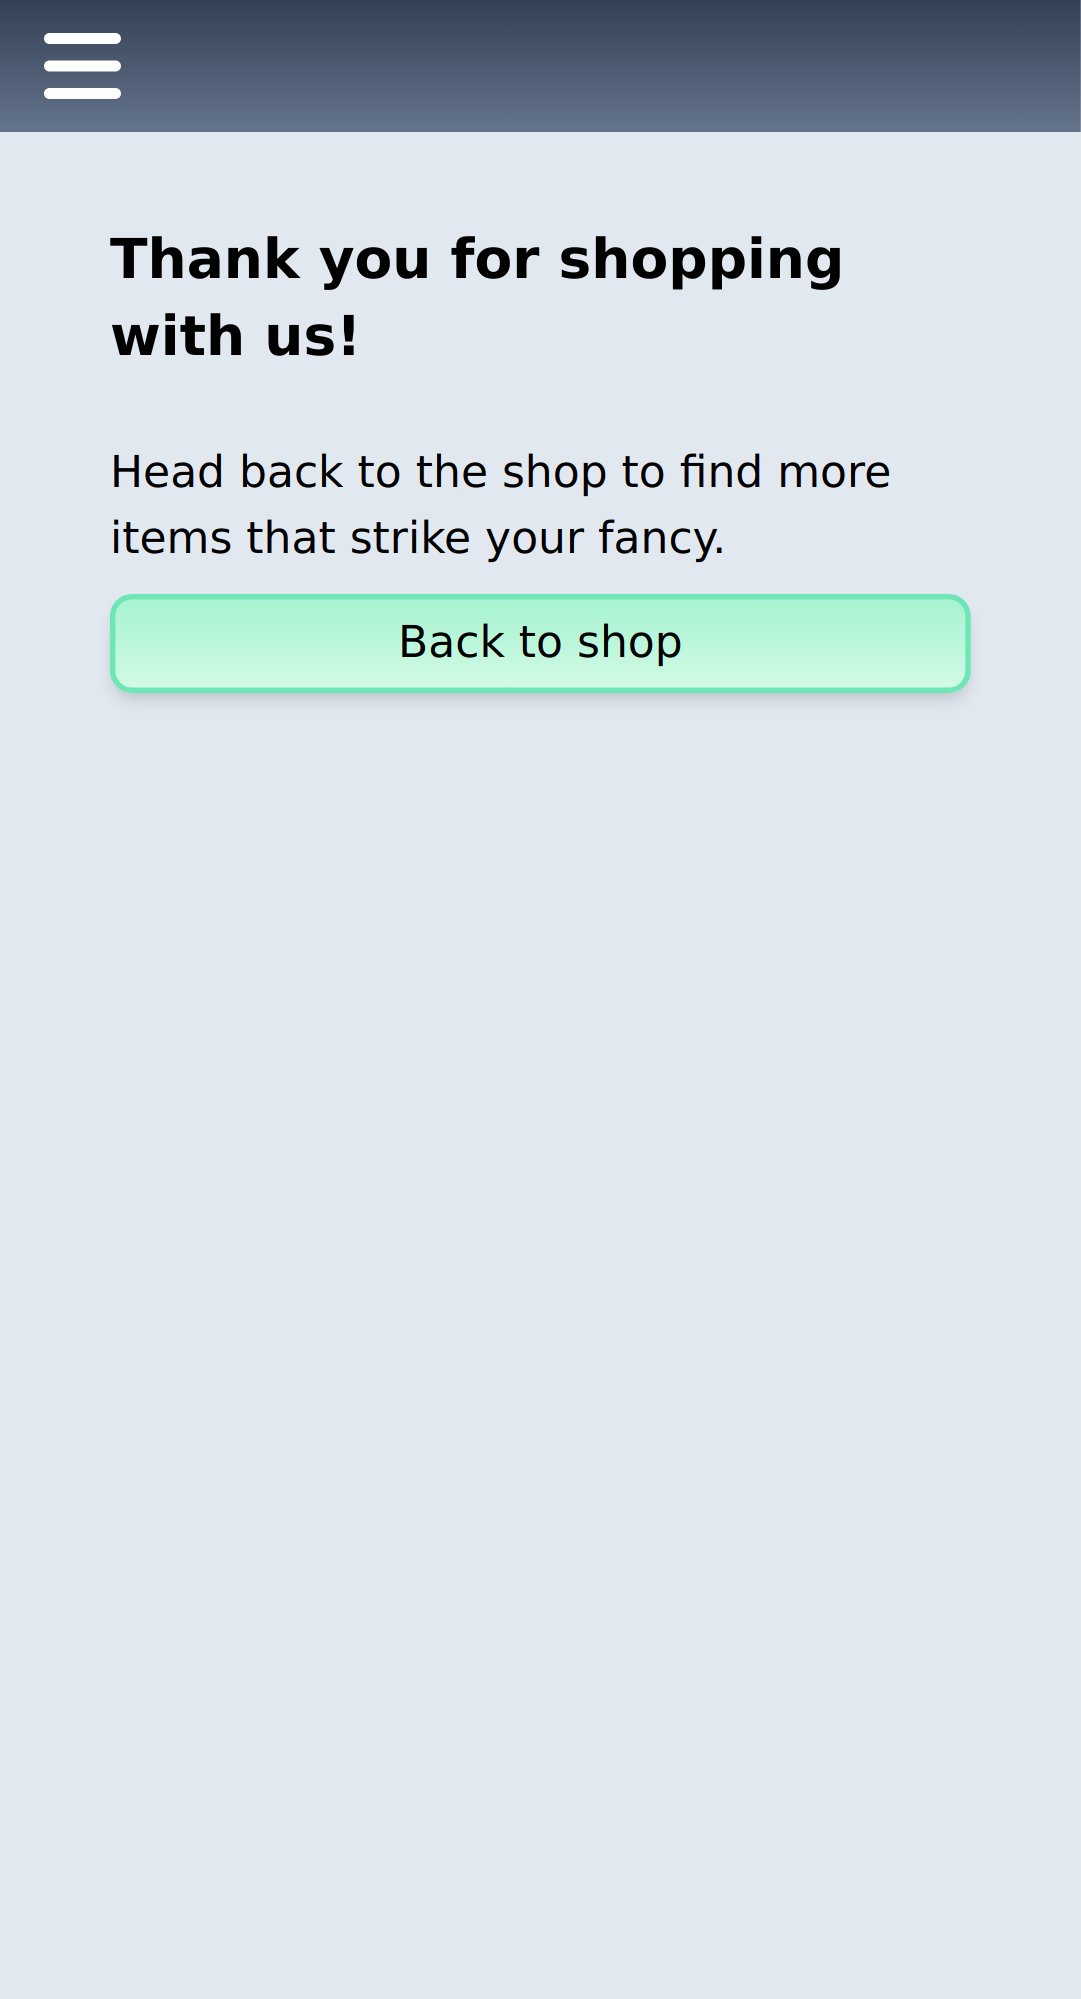 Thank you for shopping
with us!
Head back to the shop to find more
items that strike your fancy.
Back to shop